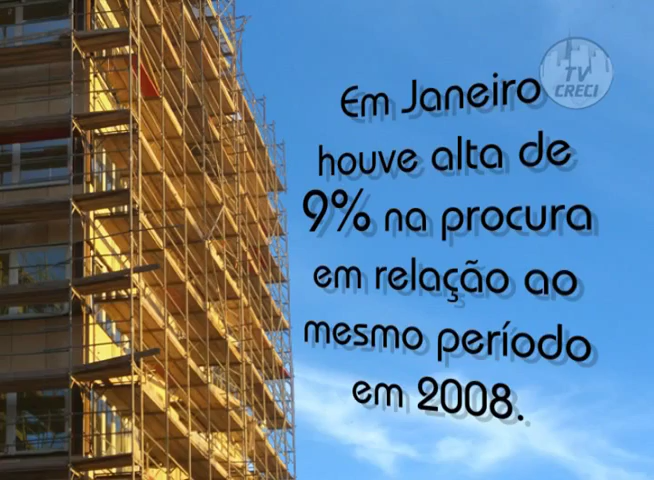 TV
CRECI
Em Janeiro
houve alta de
9% na procura
em relação ao
mesmo período
em 2008.